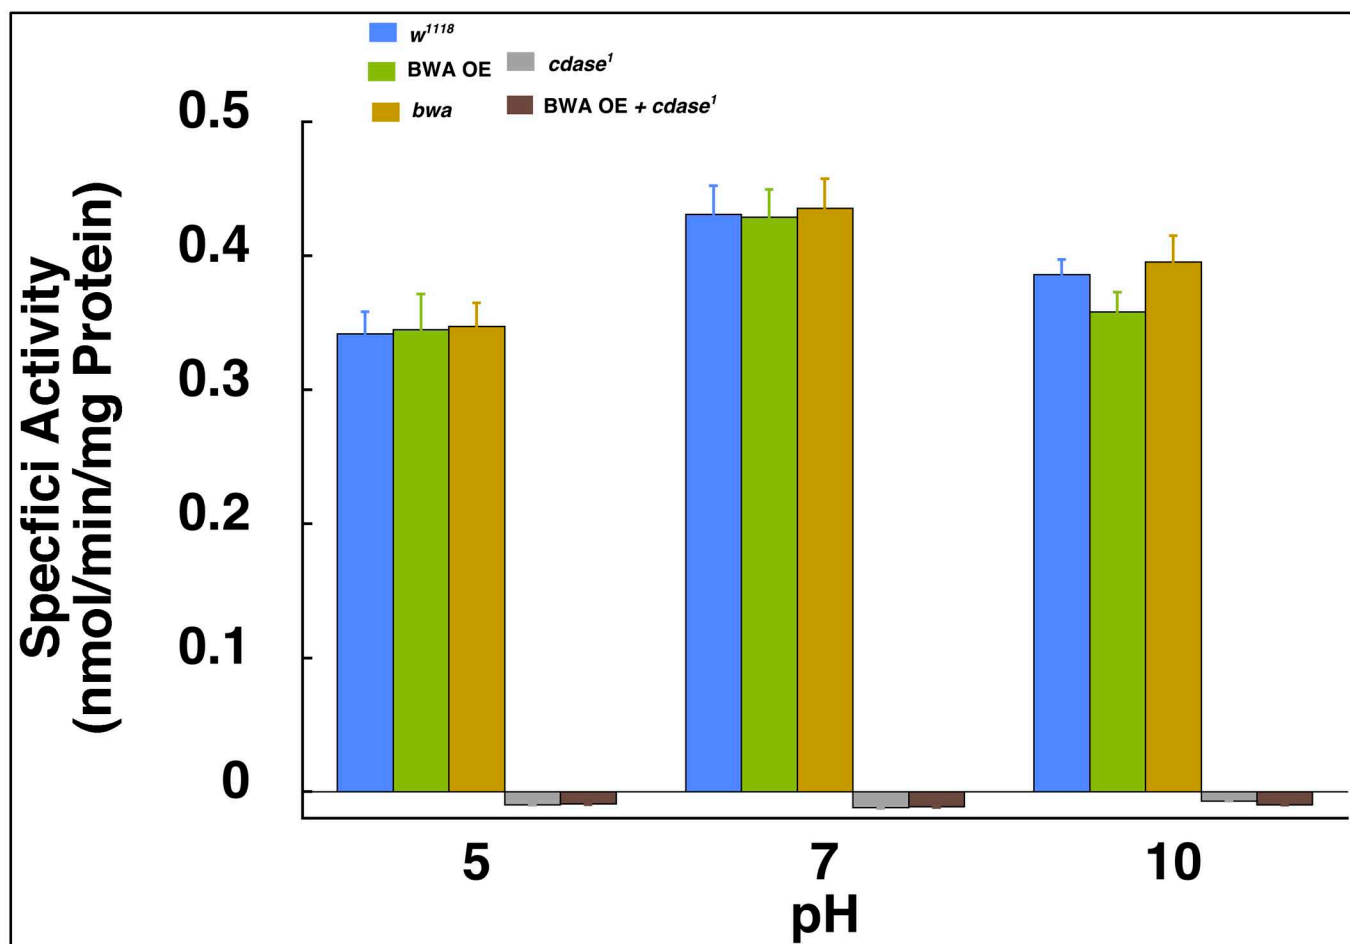 w¹¹¹⁸
BWA OE
bwa
cdase¹
BWA OE + cdase¹
Specfici Activity
(nmol/min/mg Protein)
0.5
0.4
0.3
0.2
0.1
0
5 7 10
pH